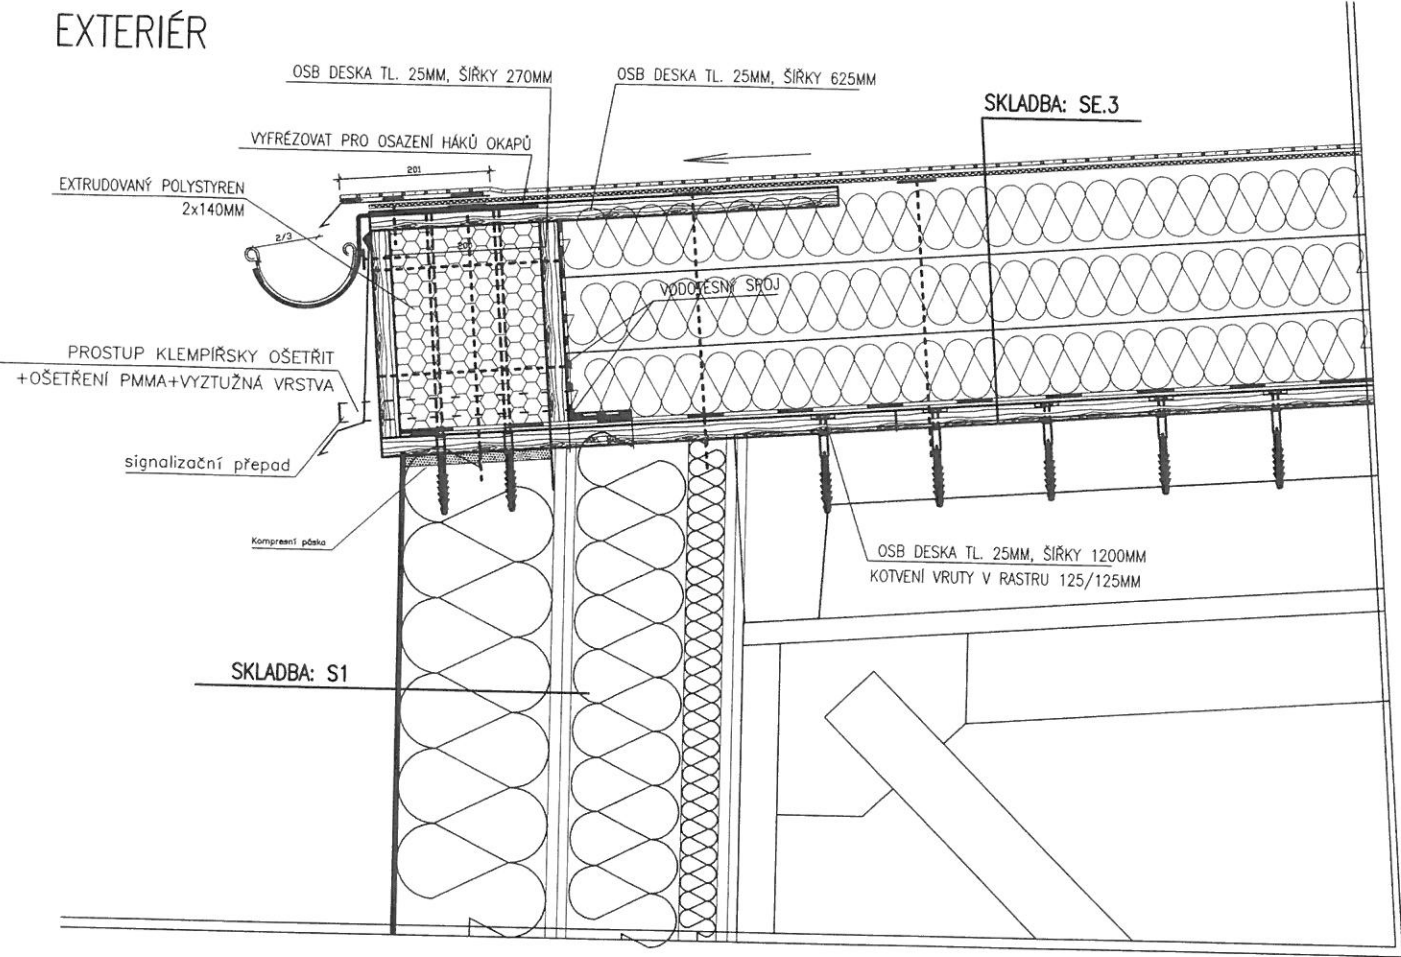 EXTERIÉR
OSB DESKA TL. 25MM, ŠÍŘKY 270MM
OSB DESKA TL. 25MM, ŠÍŘKY 625MM
SKLADBA: SE.3
VYFRÉZOVAT PRO OSAZENÍ HÁKŮ OKAPŮ
201
EXTRUDOVANÝ POLYSTYREN
2x140MM
2/3
VODOTĚSNÝ SPOJ
PROSTUP KLEMPÍŘSKY OŠETŘIT
+OŠETŘENÍ PMMA+VYZTUŽNÁ VRSTVA
signalizační přepad
Kompresní páska
OSB DESKA TL. 25MM, ŠÍŘKY 1200MM
KOTVENÍ VRUTY V RASTRU 125/125MM
SKLADBA: S1